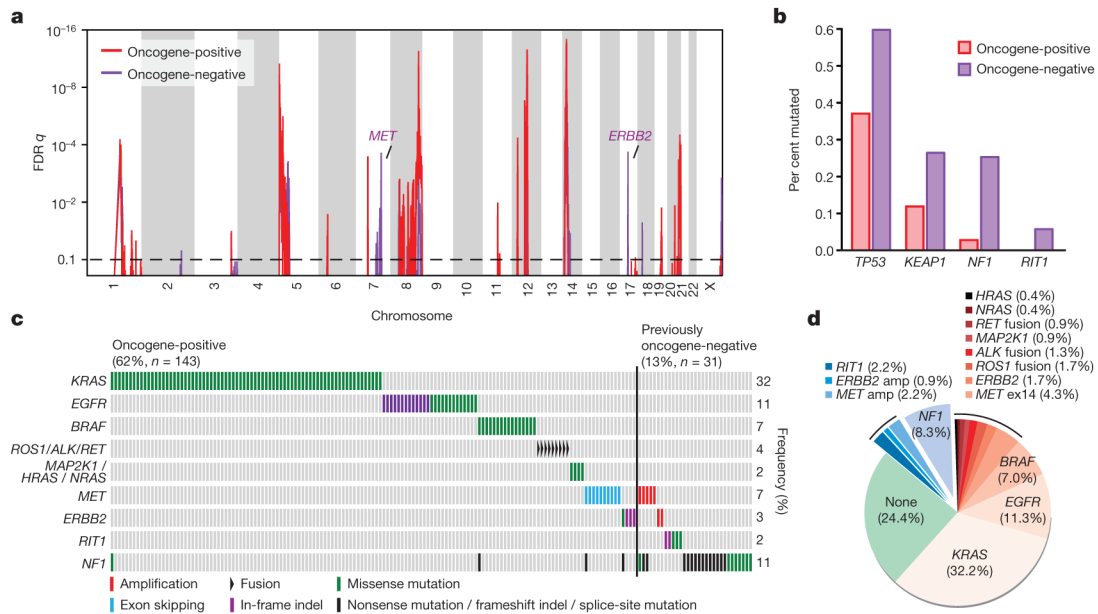 a
10⁻¹⁶
10⁻⁸
10⁻⁴
10⁻²
0.1
FDR q
Oncogene-positive
Oncogene-negative
MET
ERBB2
1 2 3 4 5 6 7 8 9 10 11 12 13 14 15 16 17 18 19 20 21 22 X
Chromosome
b
Per cent mutated
0.6
0.5
0.6
0.4
0.3
0.2
0.1
0.0
Oncogene-positive
Oncogene-negative
TP53 KEAP1 NF1 RIT1
c
Oncogene-positive
(62%, n = 143)
Previously
oncogene-negative
(13%, n = 31)
KRAS 32
EGFR 11
BRAF 7
ROS1/ALK/RET 4
MAP2K1 /
HRAS / NRAS 2
MET 7
ERBB2 3
RIT1 2
NF1 11
Frequency (%)
Amplification
Fusion
Missense mutation
Exon skipping
In-frame indel
Nonsense mutation / frameshift indel / splice-site mutation
d
HRAS (0.4%)
NRAS (0.4%)
RET fusion (0.9%)
MAP2K1 (0.9%)
ALK fusion (1.3%)
ROS1 fusion (1.7%)
ERBB2 (1.7%)
MET ex14 (4.3%)
RIT1 (2.2%)
ERBB2 amp (0.9%)
MET amp (2.2%)
NF1
(8.3%)
BRAF
(7.0%)
EGFR
(11.3%)
KRAS
(32.2%)
None
(24.4%)